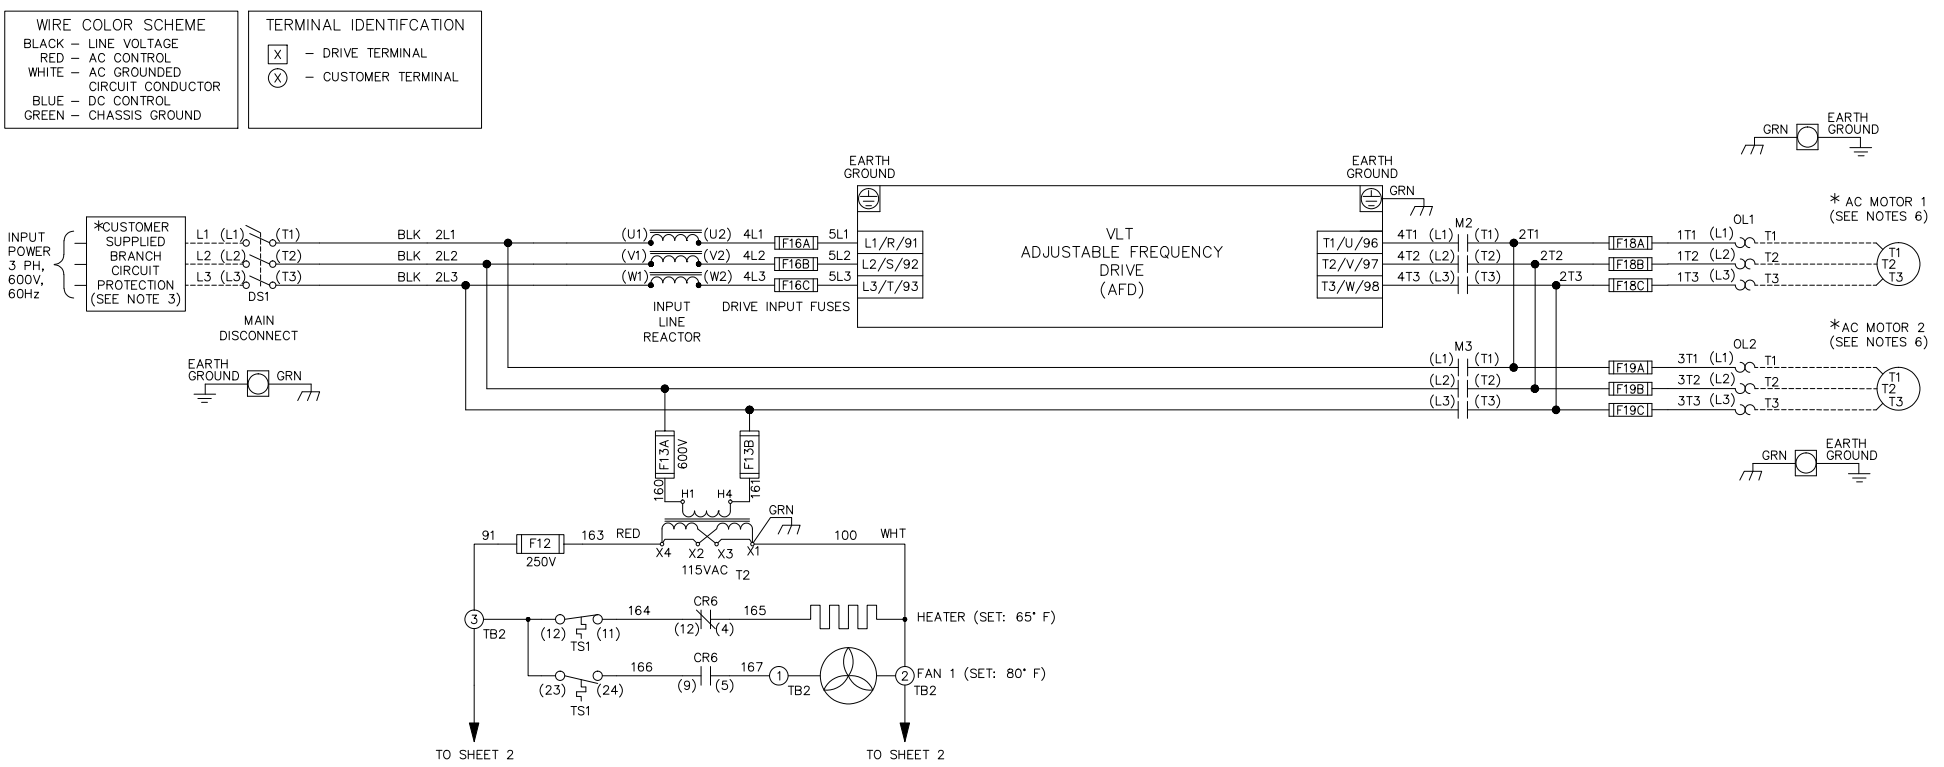 WIRE COLOR SCHEME
BLACK – LINE VOLTAGE
RED – AC CONTROL
WHITE – AC GROUNDED
CIRCUIT CONDUCTOR
BLUE – DC CONTROL
GREEN – CHASSIS GROUND
TERMINAL IDENTIFCATION
X – DRIVE TERMINAL
X – CUSTOMER TERMINAL
EARTH
GRN GROUND
EARTH
GROUND
EARTH
GROUND
GRN
INPUT
POWER
3 PH,
600V,
60Hz
*CUSTOMER
SUPPLIED
BRANCH
CIRCUIT
PROTECTION
(SEE NOTE 3)
L1 (L1) (T1) BLK 2L1 (U1) (U2) 4L1 F16A 5L1 L1/R/91
L2 (L2) (T2) BLK 2L2 (V1) (V2) 4L2 F16B 5L2 L2/S/92
L3 (L3) (T3) BLK 2L3 (W1) (W2) 4L3 F16C 5L3 L3/T/93
DS1
MAIN
DISCONNECT
INPUT
LINE
REACTOR
DRIVE INPUT FUSES
VLT
ADJUSTABLE FREQUENCY
DRIVE
(AFD)
M2
OL1
* AC MOTOR 1
(SEE NOTES 6)
T1/U/96 4T1 (L1) (T1) 2T1 F18A 1T1 (L1) T1 T1
T2/V/97 4T2 (L2) (T2) 2T2 F18B 1T2 (L2) T2 T2
T3/W/98 4T3 (L3) (T3) 2T3 F18C 1T3 (L3) T3 T3
EARTH
GROUND GRN
M3
OL2
*AC MOTOR 2
(SEE NOTES 6)
(L1) (T1) F19A 3T1 (L1) T1 T1
(L2) (T2) F19B 3T2 (L2) T2 T2
(L3) (T3) F19C 3T3 (L3) T3 T3
EARTH
GRN GROUND
F13A
600V
F13B
160
161
H1 H4
GRN
91 F12 163 RED
250V
X4 X2 X3 X1
100 WHT
115VAC T2
3
TB2
164 CR6 165
(12) (11) (12) (4)
TS1
HEATER (SET: 65° F)
166 CR6 167 1
(23) (24) (9) (5) TB2
TS1
2 FAN 1 (SET: 80° F)
TB2
TO SHEET 2
TO SHEET 2